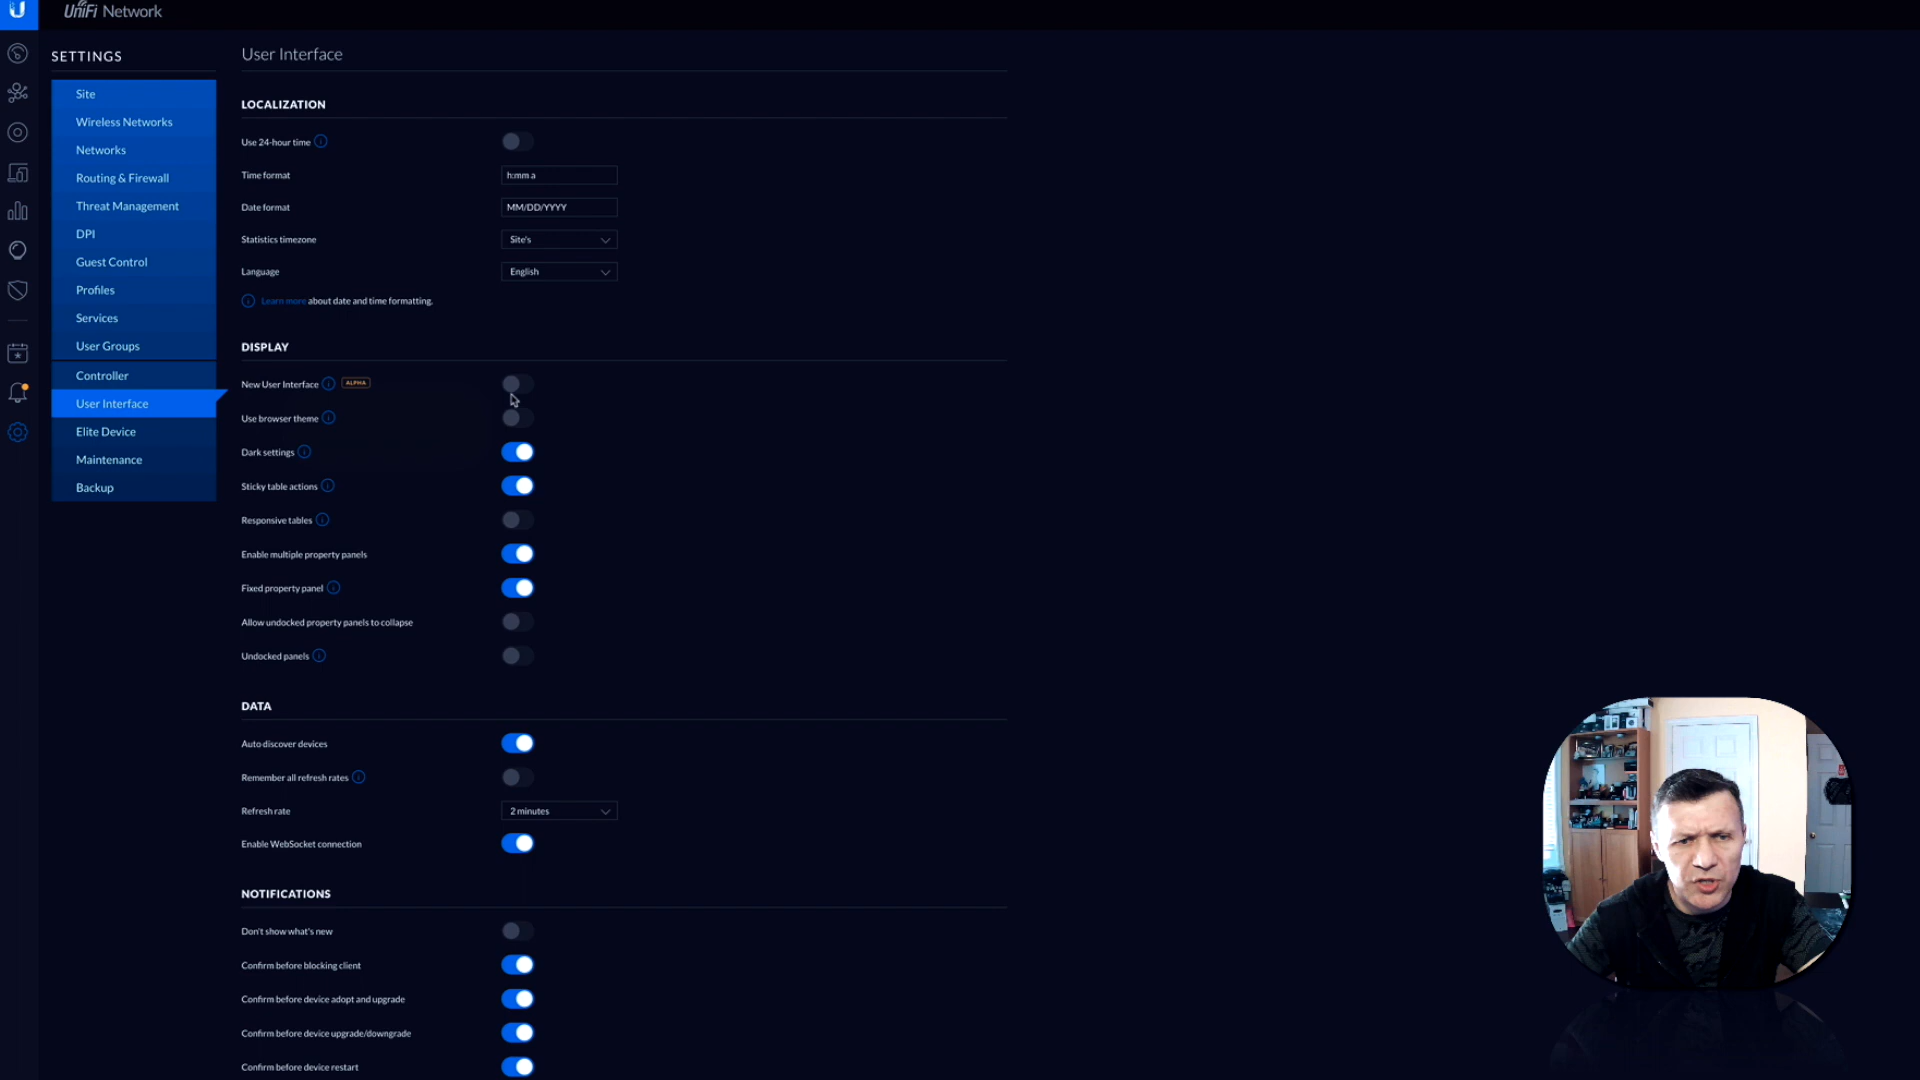 UniFi Network
SETTINGS
Site
Wireless Networks
Networks
Routing & Firewall
Threat Management
DPI
Guest Control
Profiles
Services
User Groups
Controller
User Interface
Elite Device
Maintenance
Backup
User Interface
LOCALIZATION
Use 24-hour time
Time format h:mm a
Date format MM/DD/YYYY
Statistics timezone Site's
Language English
Learn more about date and time formatting.
DISPLAY
New User Interface ALPHA
Use browser theme
Dark settings
Sticky table actions
Responsive tables
Enable multiple property panels
Fixed property panel
Allow undocked property panels to collapse
Undocked panels
DATA
Auto discover devices
Remember all refresh rates
Refresh rate 2 minutes
Enable WebSocket connection
NOTIFICATIONS
Don't show what's new
Confirm before blocking client
Confirm before device adopt and upgrade
Confirm before device upgrade/downgrade
Confirm before device restart